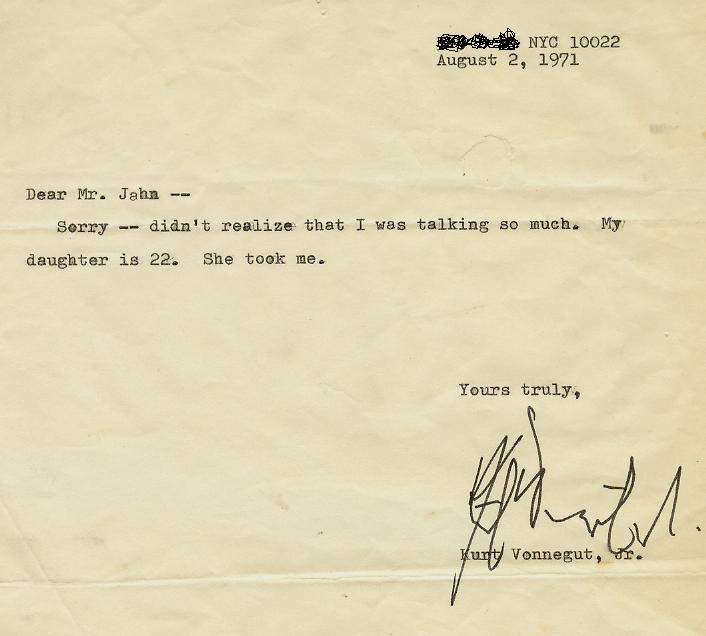 NYC 10022
August 2, 1971
Dear Mr. Jahn --
Sorry -- didn't realize that I was talking so much. My
daughter is 22. She took me.
Yours truly,
Kurt Vonnegut, Jr.